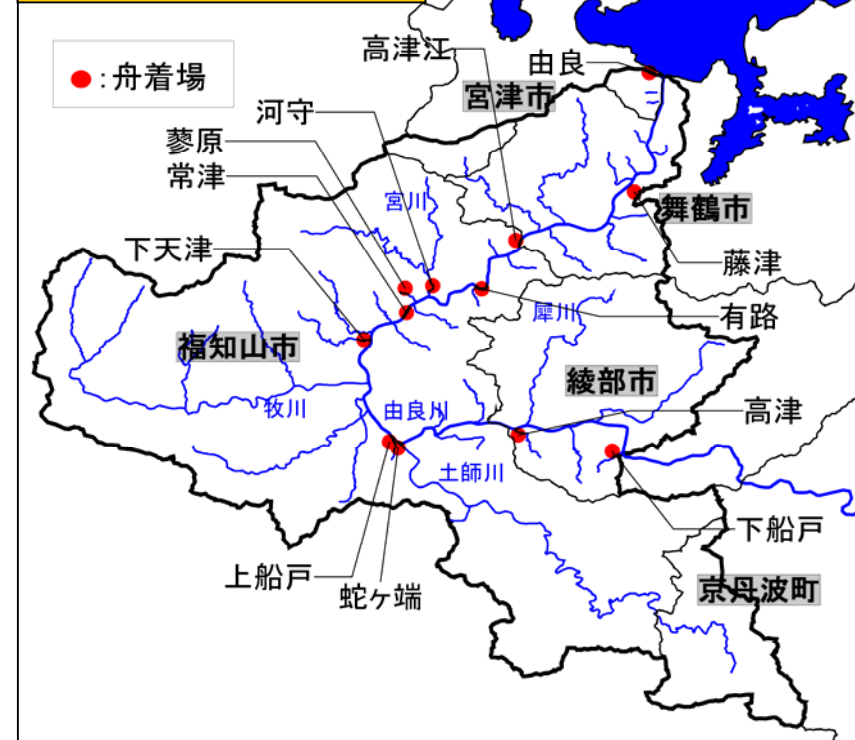 ●:舟着場
高津江
由良
宮津市
河守
蓼原
常津
宮川
舞鶴市
下天津
藤津
有路
犀川
福知山市
綾部市
牧川
由良川
高津
土師川
下船戸
上船戸
蛇ヶ端
京丹波町